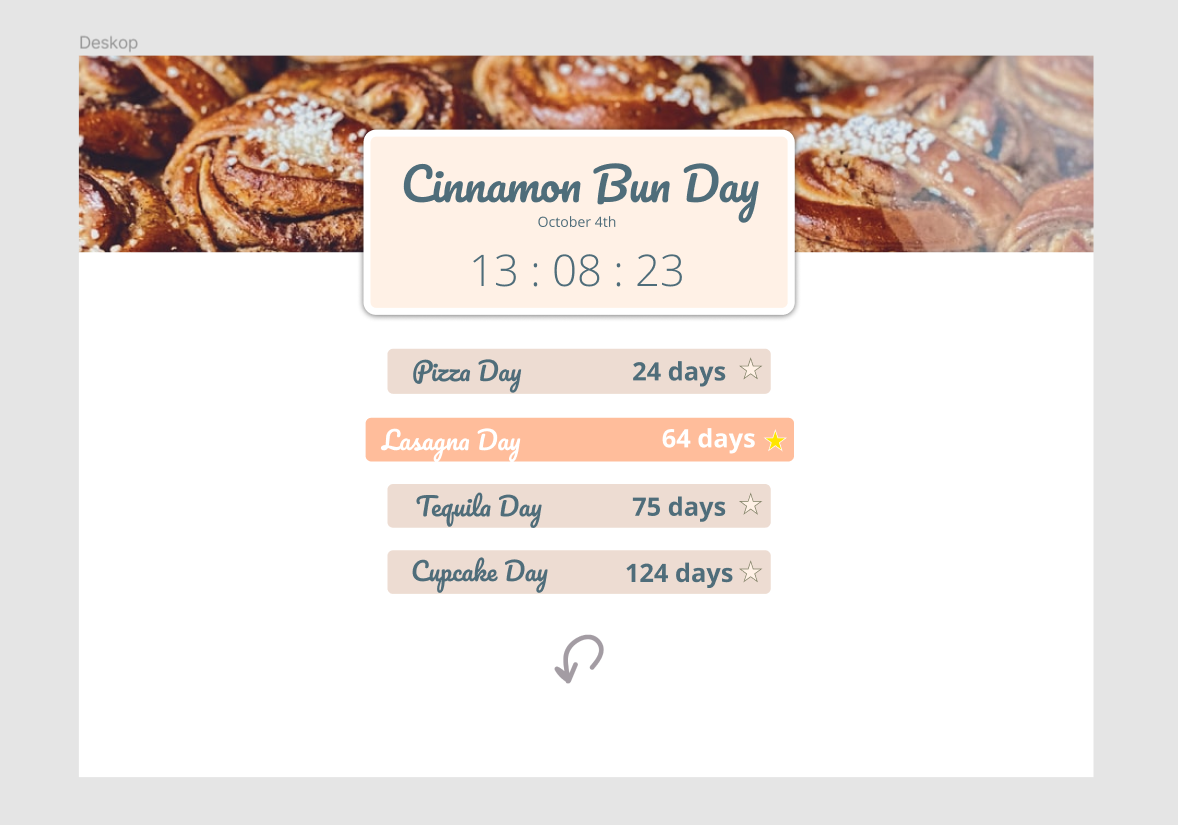 Deskop
Cinnamon Bun Day
October 4th
13 : 08 : 23
Pizza Day 24 days
Lasagna Day 64 days
Tequila Day 75 days
Cupcake Day 124 days